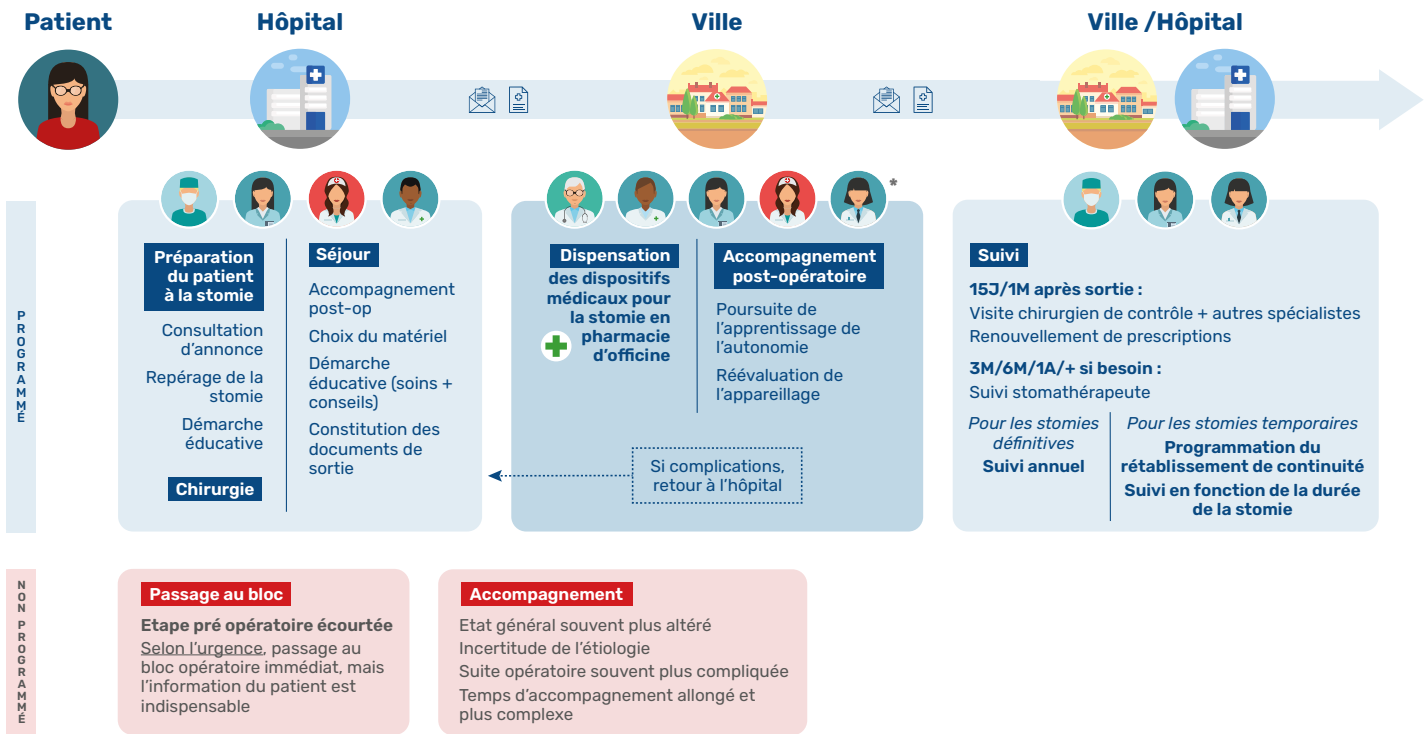 Patient
Hôpital
Ville
Ville /Hôpital
*
PROGRAMMÉ
Préparation
du patient
à la stomie
Consultation
d'annonce
Repérage de la
stomie
Démarche
éducative
Chirurgie
Séjour
Accompagnement
post-op
Choix du matériel
Démarche
éducative (soins +
conseils)
Constitution des
documents de
sortie
Dispensation
des dispositifs
médicaux pour
la stomie en
pharmacie
d'officine
Accompagnement
post-opératoire
Poursuite de
l'apprentissage de
l'autonomie
Réévaluation de
l'appareillage
Si complications,
retour à l'hôpital
Suivi
15J/1M après sortie :
Visite chirurgien de contrôle + autres spécialistes
Renouvellement de prescriptions
3M/6M/1A/+ si besoin :
Suivi stomathérapeute
Pour les stomies
définitives
Suivi annuel
Pour les stomies temporaires
Programmation du
rétablissement de continuité
Suivi en fonction de la durée
de la stomie
NON PROGRAMMÉ
Passage au bloc
Etape pré opératoire écourtée
Selon l'urgence, passage au
bloc opératoire immédiat, mais
l'information du patient est
indispensable
Accompagnement
Etat général souvent plus altéré
Incertitude de l'étiologie
Suite opératoire souvent plus compliquée
Temps d'accompagnement allongé et
plus complexe